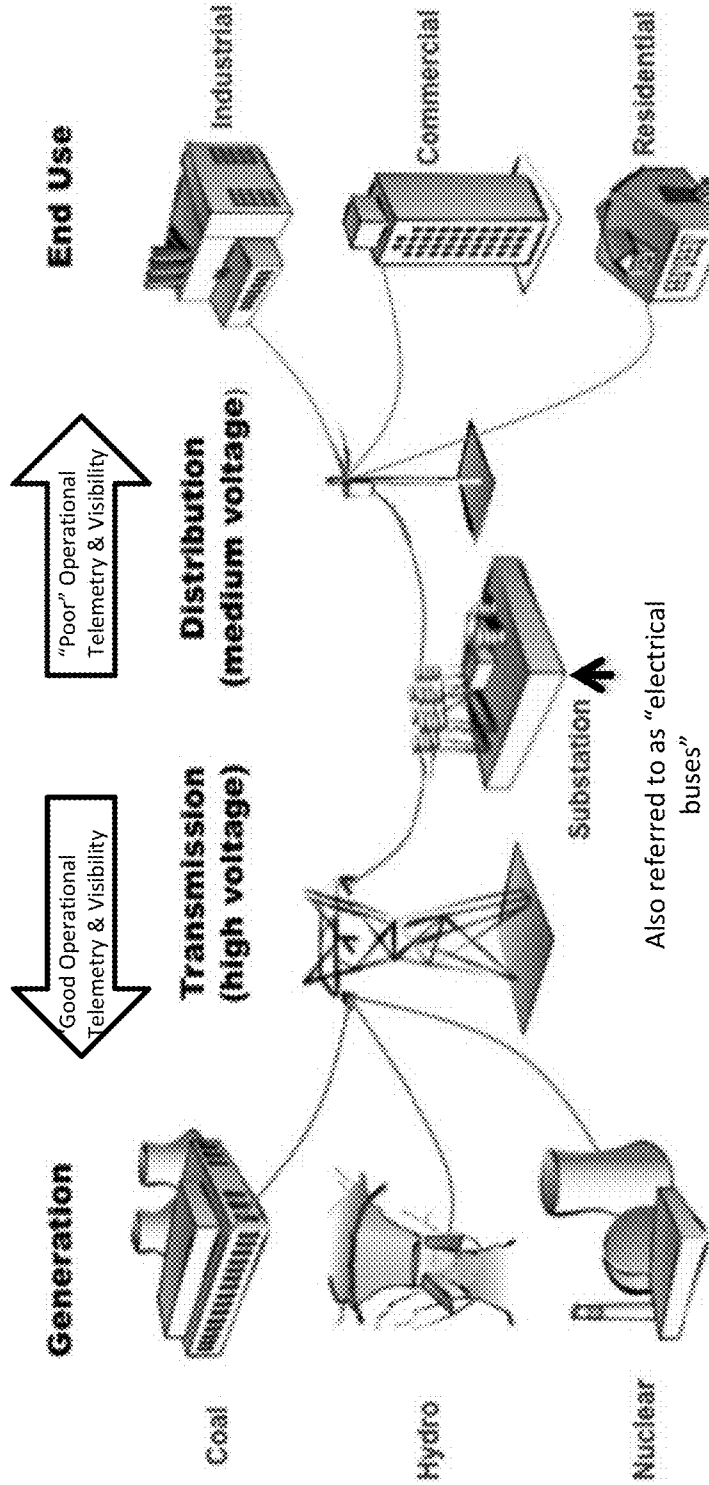 "Good Operational
Telemetry & Visibility
"Poor" Operational
Telemetry & Visibility
Generation
Transmission
(high voltage)
Distribution
(medium voltage)
End Use
Coal
Hydro
Nuclear
Substation
Also referred to as "electrical
buses"
Industrial
Commercial
Residential